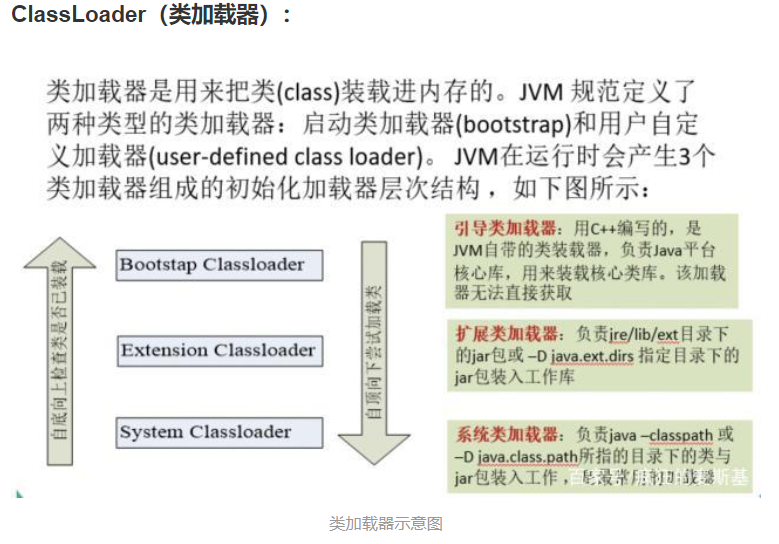 ClassLoader（类加载器）：
类加载器是用来把类(class)装载进内存的。JVM 规范定义了
两种类型的类加载器：启动类加载器(bootstrap)和用户自定
义加载器(user-defined class loader)。 JVM在运行时会产生3个
类加载器组成的初始化加载器层次结构 ，如下图所示：
自底向上检查类是否已装载
Bootstap Classloader
Extension Classloader
System Classloader
自顶向下尝试加载类
引导类加载器：用C++编写的，是
JVM自带的类装载器，负责Java平台
核心库，用来装载核心类库。该加载
器无法直接获取
扩展类加载器：负责jre/lib/ext目录下
的jar包或 –D java.ext.dirs 指定目录下的
jar包装入工作库
系统类加载器：负责java –classpath 或
–D java.class.path所指的目录下的类与
jar包装入工作 ，
百家号/疯狂的麦斯基
类加载器示意图